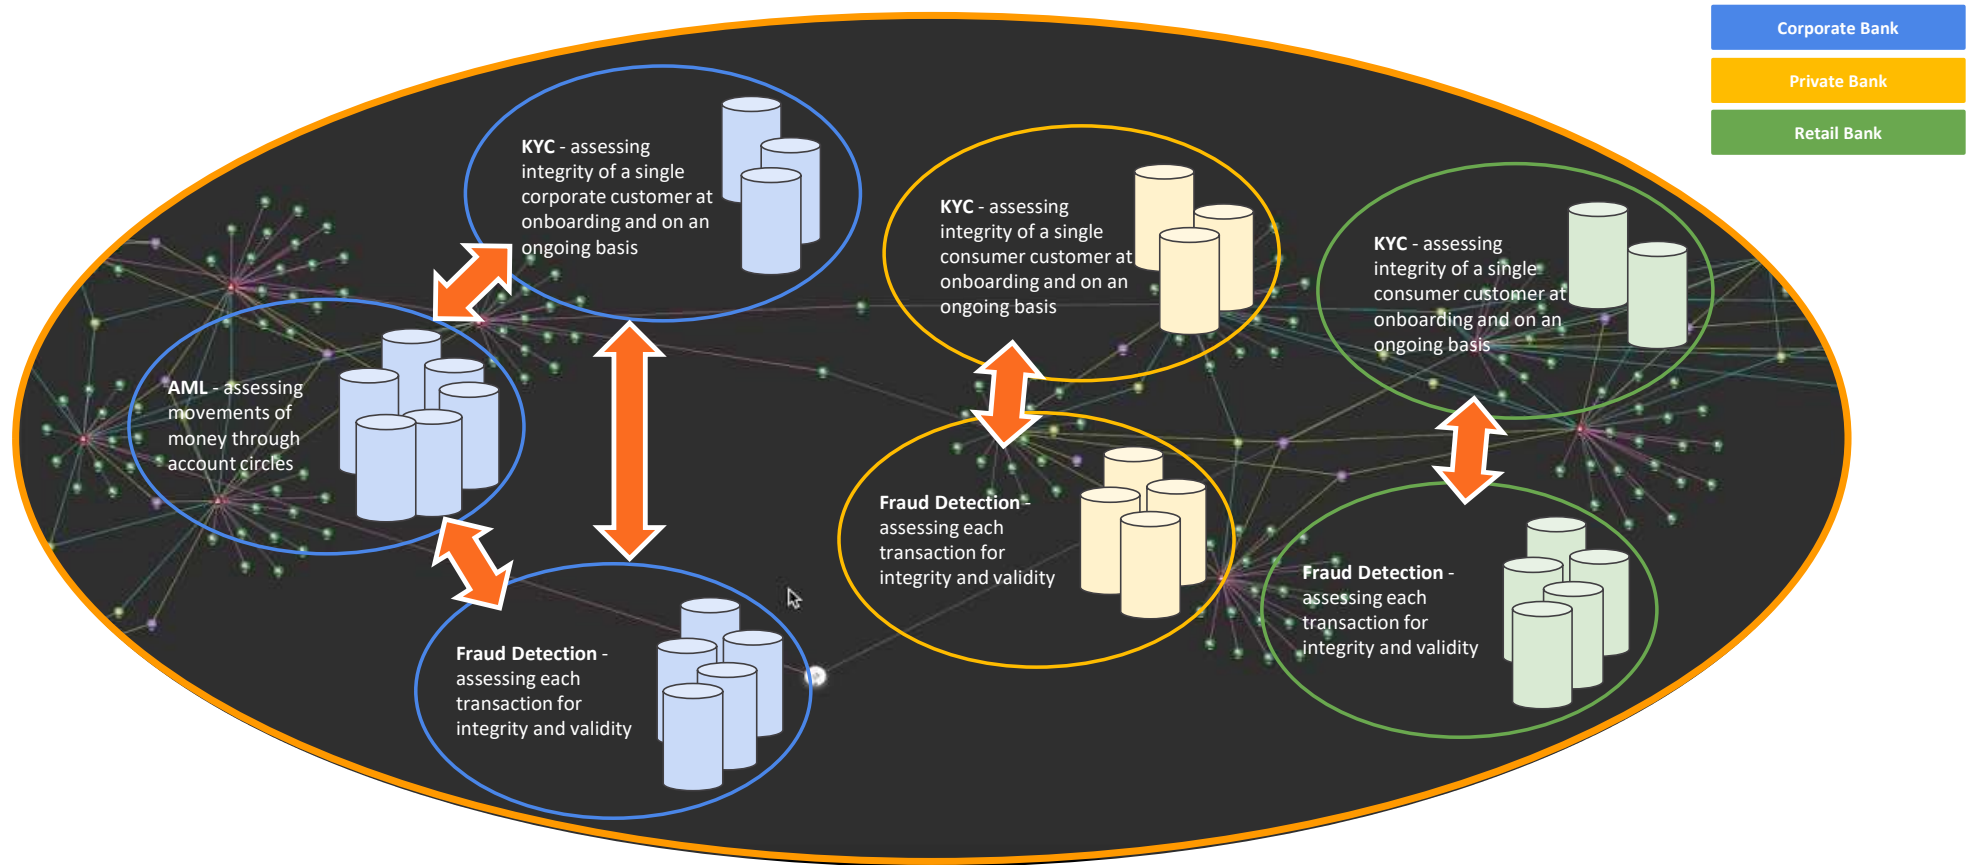 Corporate Bank
Private Bank
Retail Bank
KYC - assessing
integrity of a single
corporate customer at
onboarding and on an
ongoing basis
KYC - assessing
integrity of a single
consumer customer at
onboarding and on an
ongoing basis
KYC - assessing
integrity of a single
consumer customer at
onboarding and on an
ongoing basis
AML - assessing
movements of
money through
account circles
Fraud Detection -
assessing each
transaction for
integrity and validity
Fraud Detection -
assessing each
transaction for
integrity and validity
Fraud Detection -
assessing each
transaction for
integrity and validity